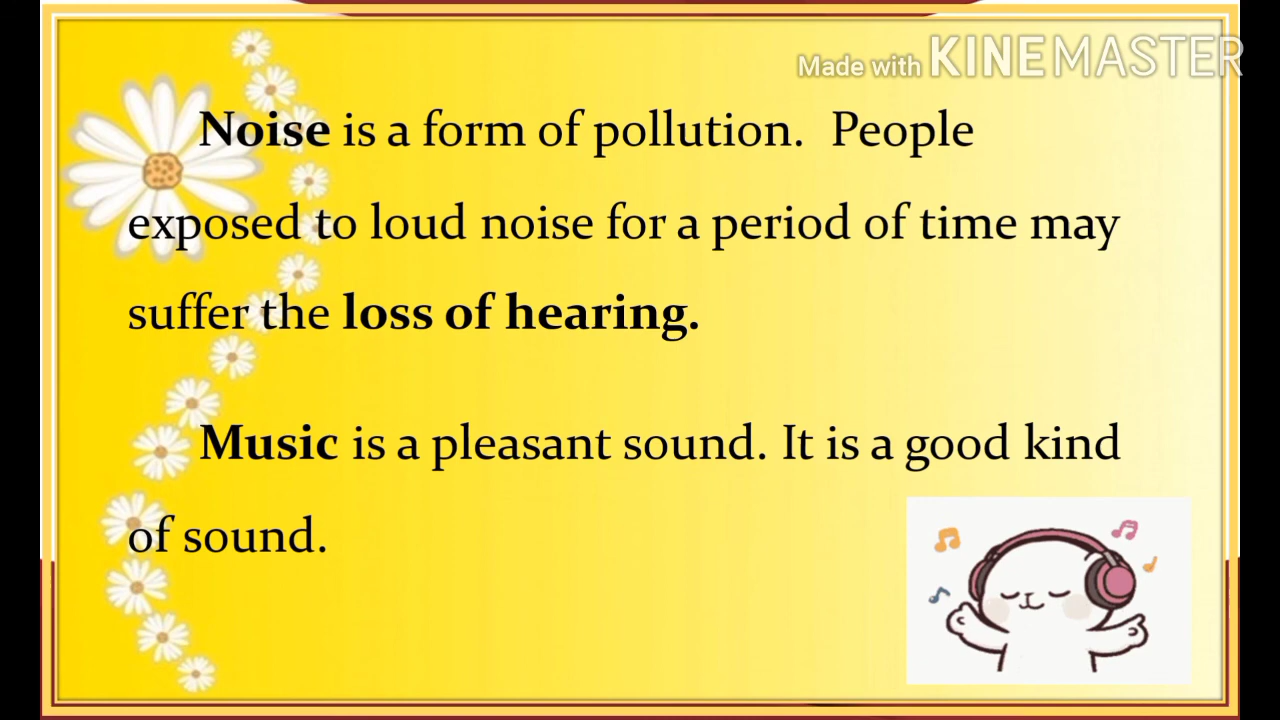 Made with KINEMASTER
Noise is a form of pollution. People
exposed to loud noise for a period of time may
suffer the loss of hearing.
Music is a pleasant sound. It is a good kind
of sound.